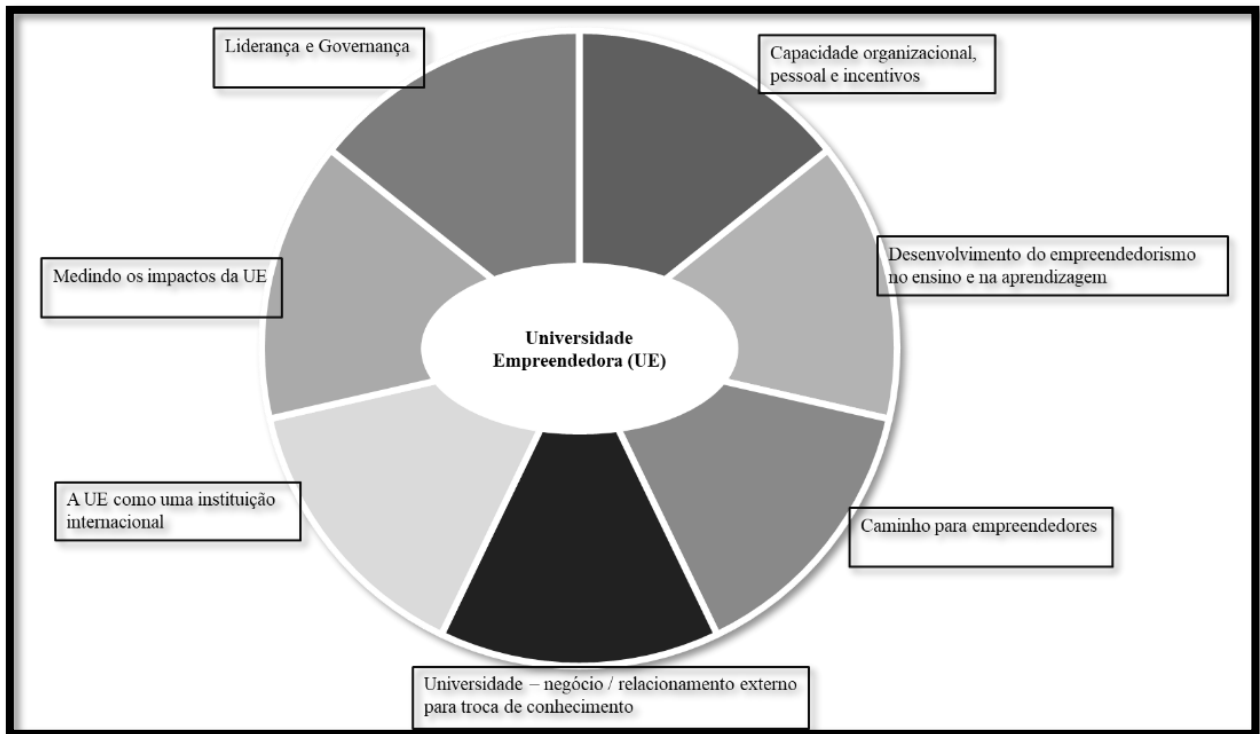 Liderança e Governança
Capacidade organizacional,
pessoal e incentivos
Medindo os impactos da UE
Desenvolvimento do empreendedorismo
no ensino e na aprendizagem
Universidade
Empreendedora (UE)
A UE como uma instituição
internacional
Caminho para empreendedores
Universidade – negócio / relacionamento externo
para troca de conhecimento